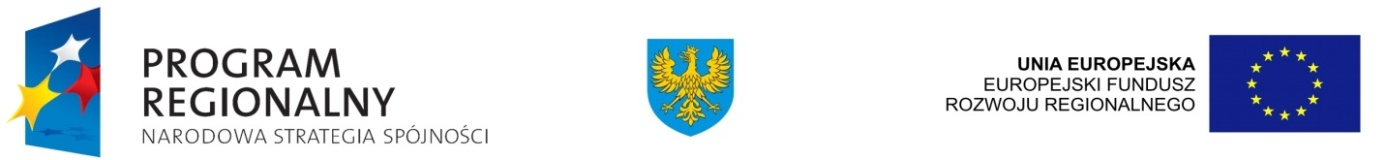 PROGRAM
REGIONALNY
NARODOWA STRATEGIA SPÓJNOŚCI
UNIA EUROPEJSKA
EUROPEJSKI FUNDUSZ
ROZWOJU REGIONALNEGO